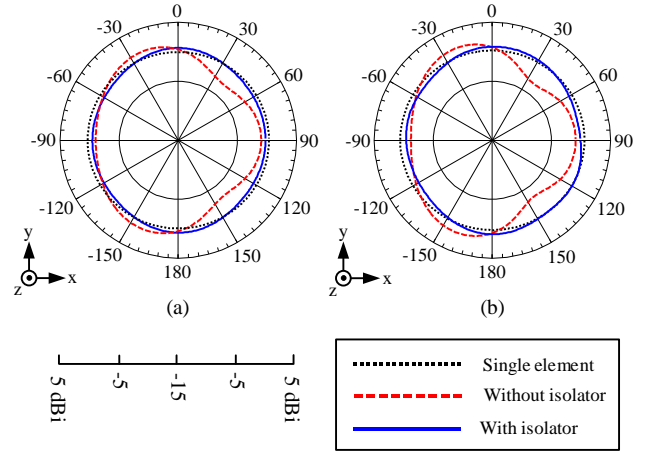 0 0
-30 30 -30 30
-60 60 -60 60
-90 90 -90 90
-120 120 -120 120
-150 150 -150 150
180 180
y y
z x z x
(a) (b)
5 dBi -5 -15 -5 5 dBi
Single element
Without isolator
With isolator